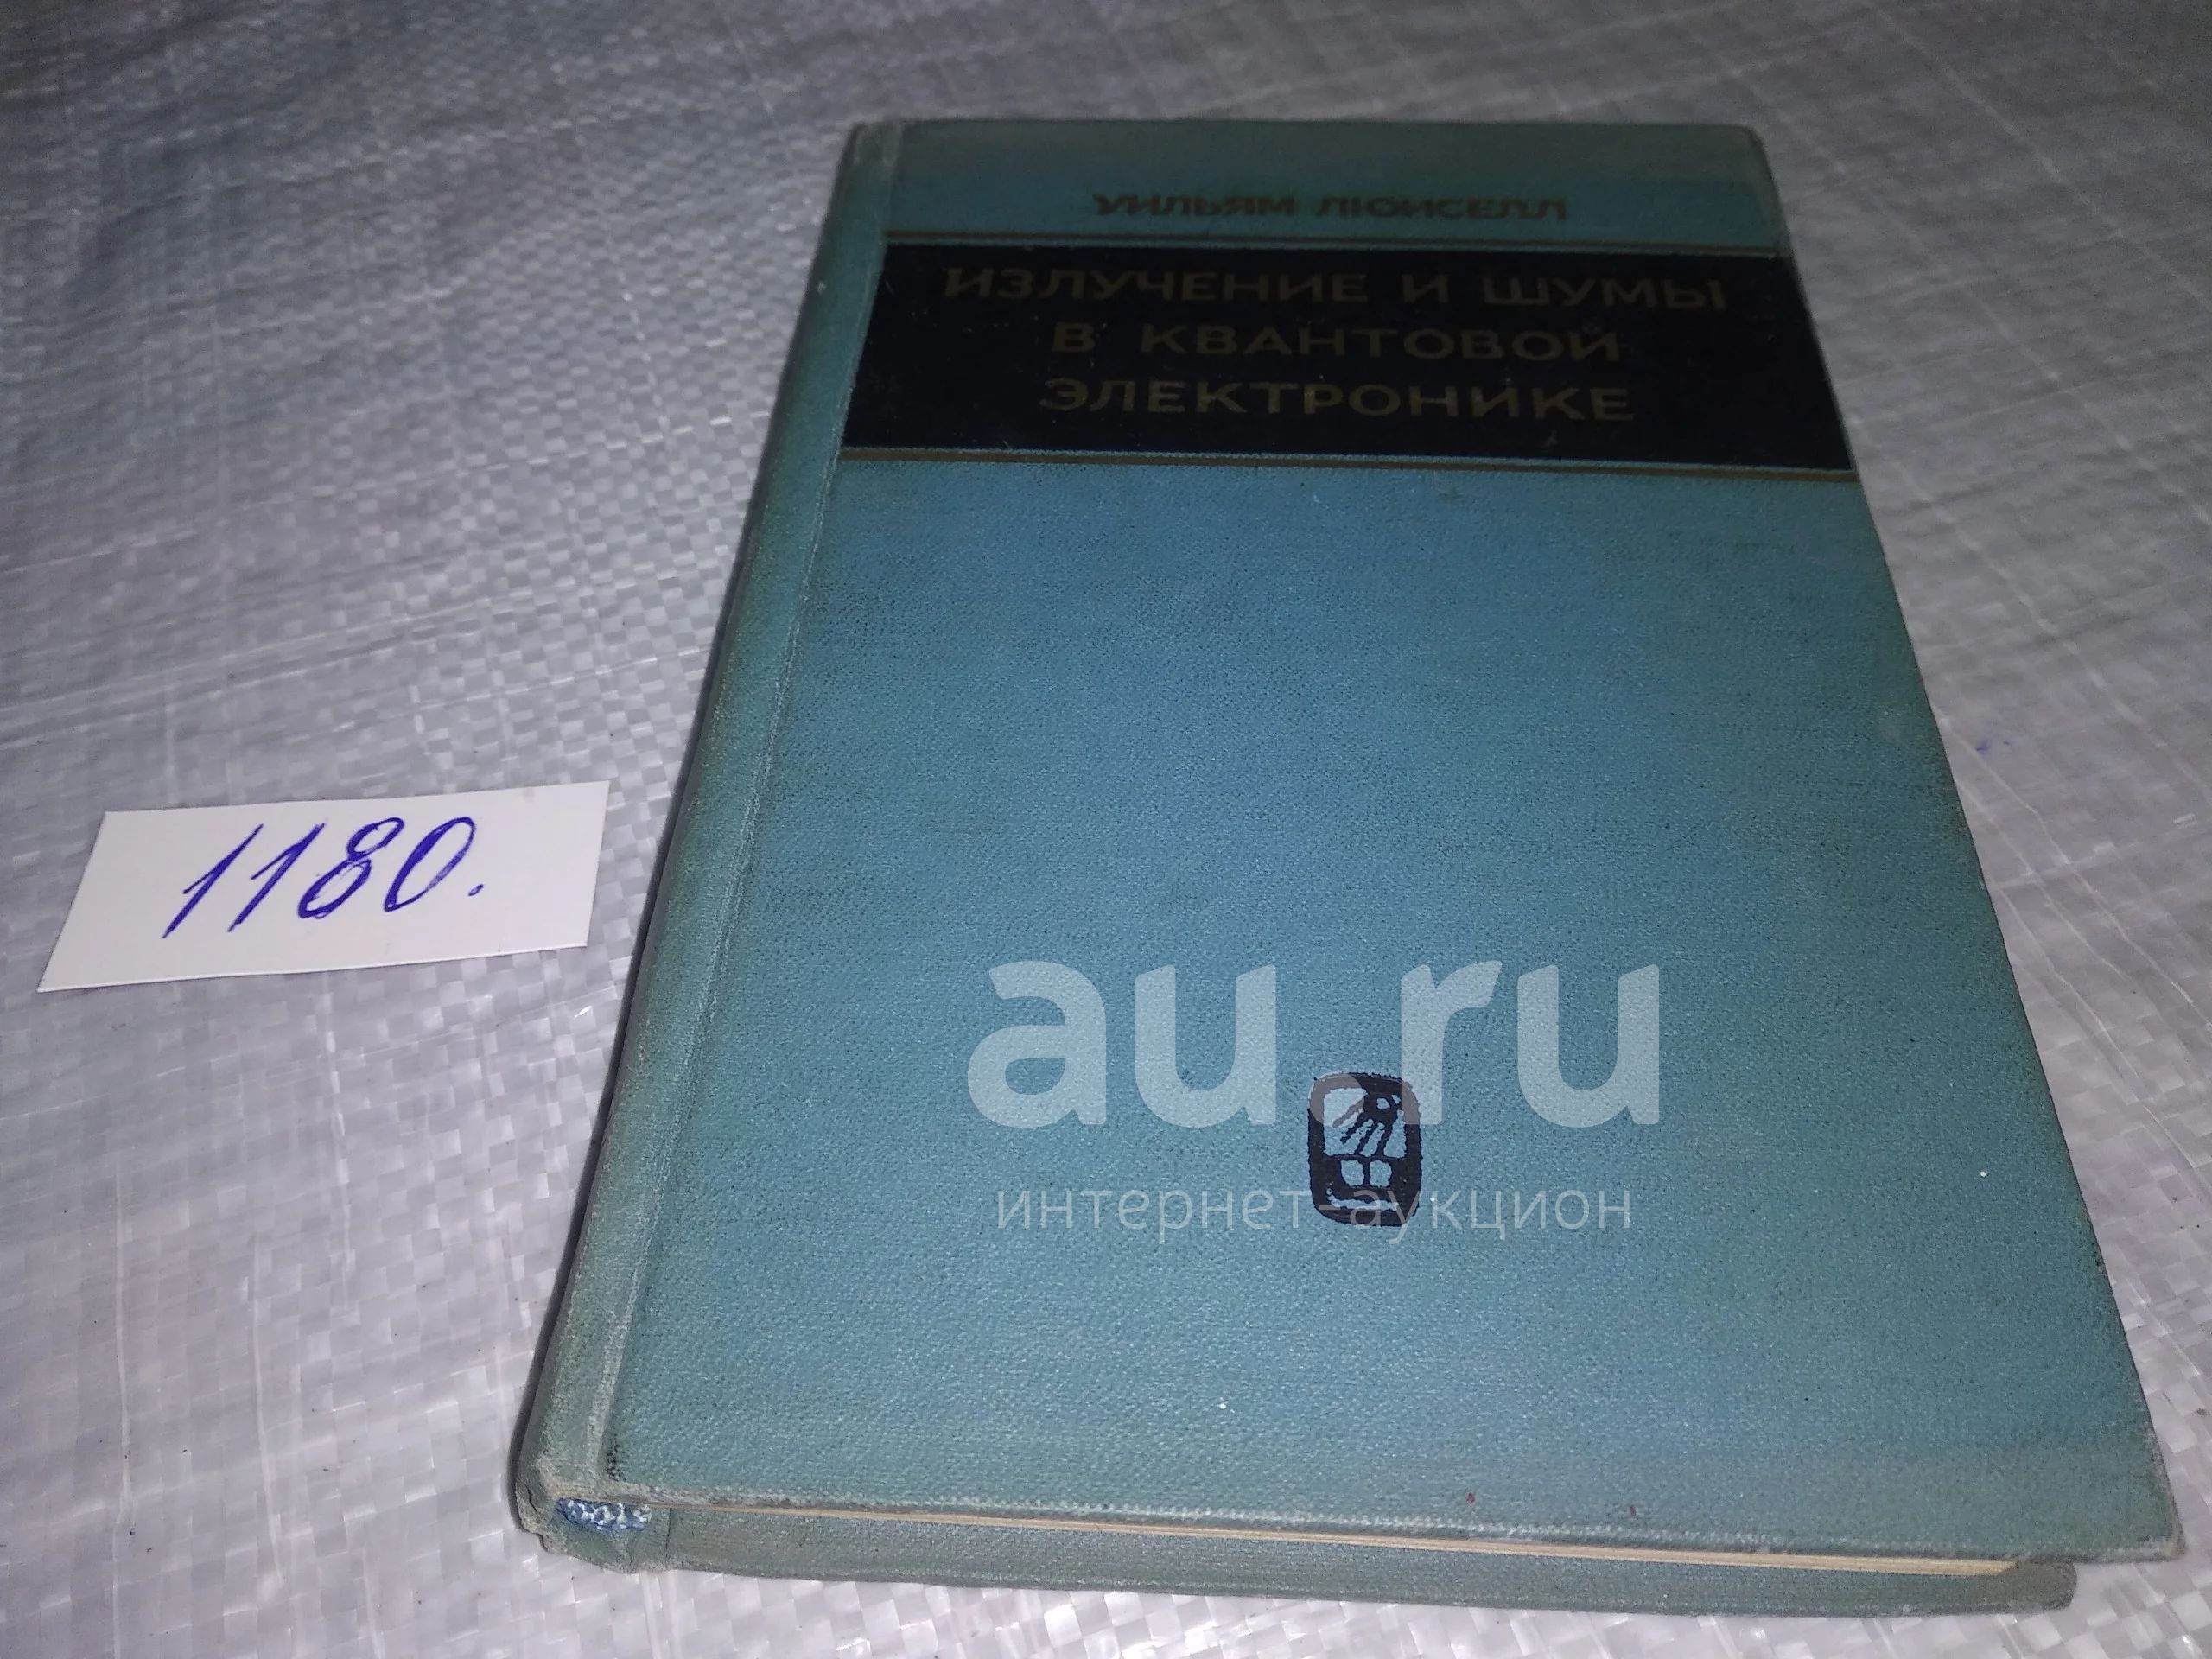 УИЛЬЯМ ЛЮИСЕЛЛ
ИЗЛУЧЕНИЕ И ШУМЫ
В КВАНТОВОЙ
ЭЛЕКТРОНИКЕ
1180.
au.ru
интернет-аукцион